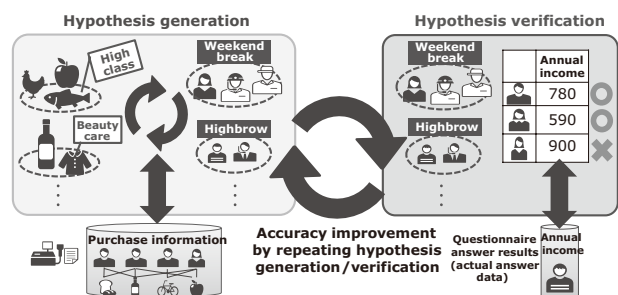 Hypothesis generation
High
class
Beauty
care
Weekend
break
Highbrow
Purchase information
Hypothesis verification
Weekend
break
Highbrow
Annual
income
780
590
900
Accuracy improvement
by repeating hypothesis
generation/verification
Questionnaire
answer results
(actual answer
data)
Annual
income